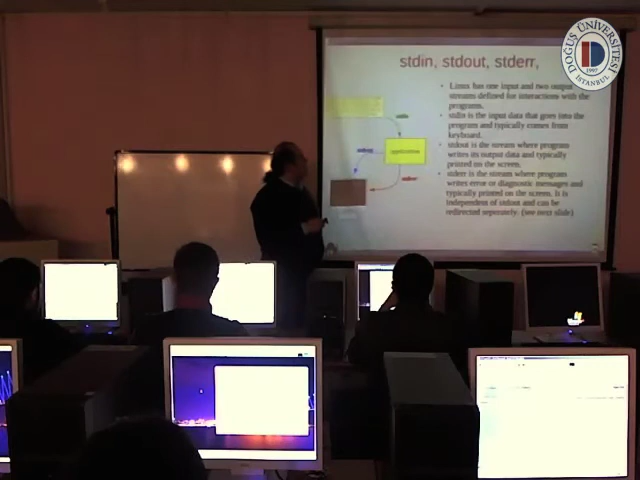 DOĞUŞ ÜNİVERSİTESİ
1997
İSTANBUL
stdin, stdout, stderr,
• Linux has one input and two output
streams defined for interactions with the
programs.
• stdin is the input data that goes into the
program and typically comes from
keyboard.
• stdout is the stream where program
writes its output data and typically
printed on the screen.
• stderr is the stream where program
writes error or diagnostic messages and
typically printed on the screen. It is
independent of stdout and can be
redirected seperately. (see next slide)
stdin
stdout
application
stderr